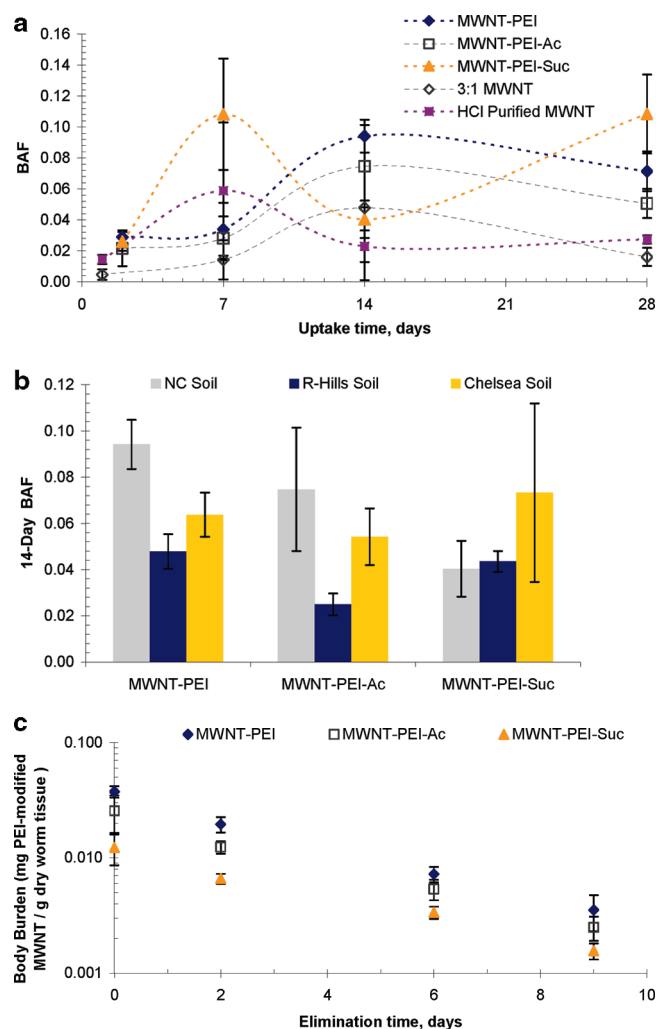 a
MWNT-PEI
MWNT-PEI-Ac
MWNT-PEI-Suc
3:1 MWNT
HCl Purified MWNT
0.16
0.14
0.12
0.10
0.08
0.06
0.04
0.02
0.00
BAF
0 7 14 21 28
Uptake time, days
b
NC Soil R-Hills Soil Chelsea Soil
0.12
0.10
0.08
0.06
0.04
0.02
0.00
14-Day BAF
MWNT-PEI MWNT-PEI-Ac MWNT-PEI-Suc
c
MWNT-PEI MWNT-PEI-Ac MWNT-PEI-Suc
0.100
0.010
0.001
Body Burden (mg PEI-modified
MWNT / g dry worm tissue )
0 2 4 6 8 10
Elimination time, days